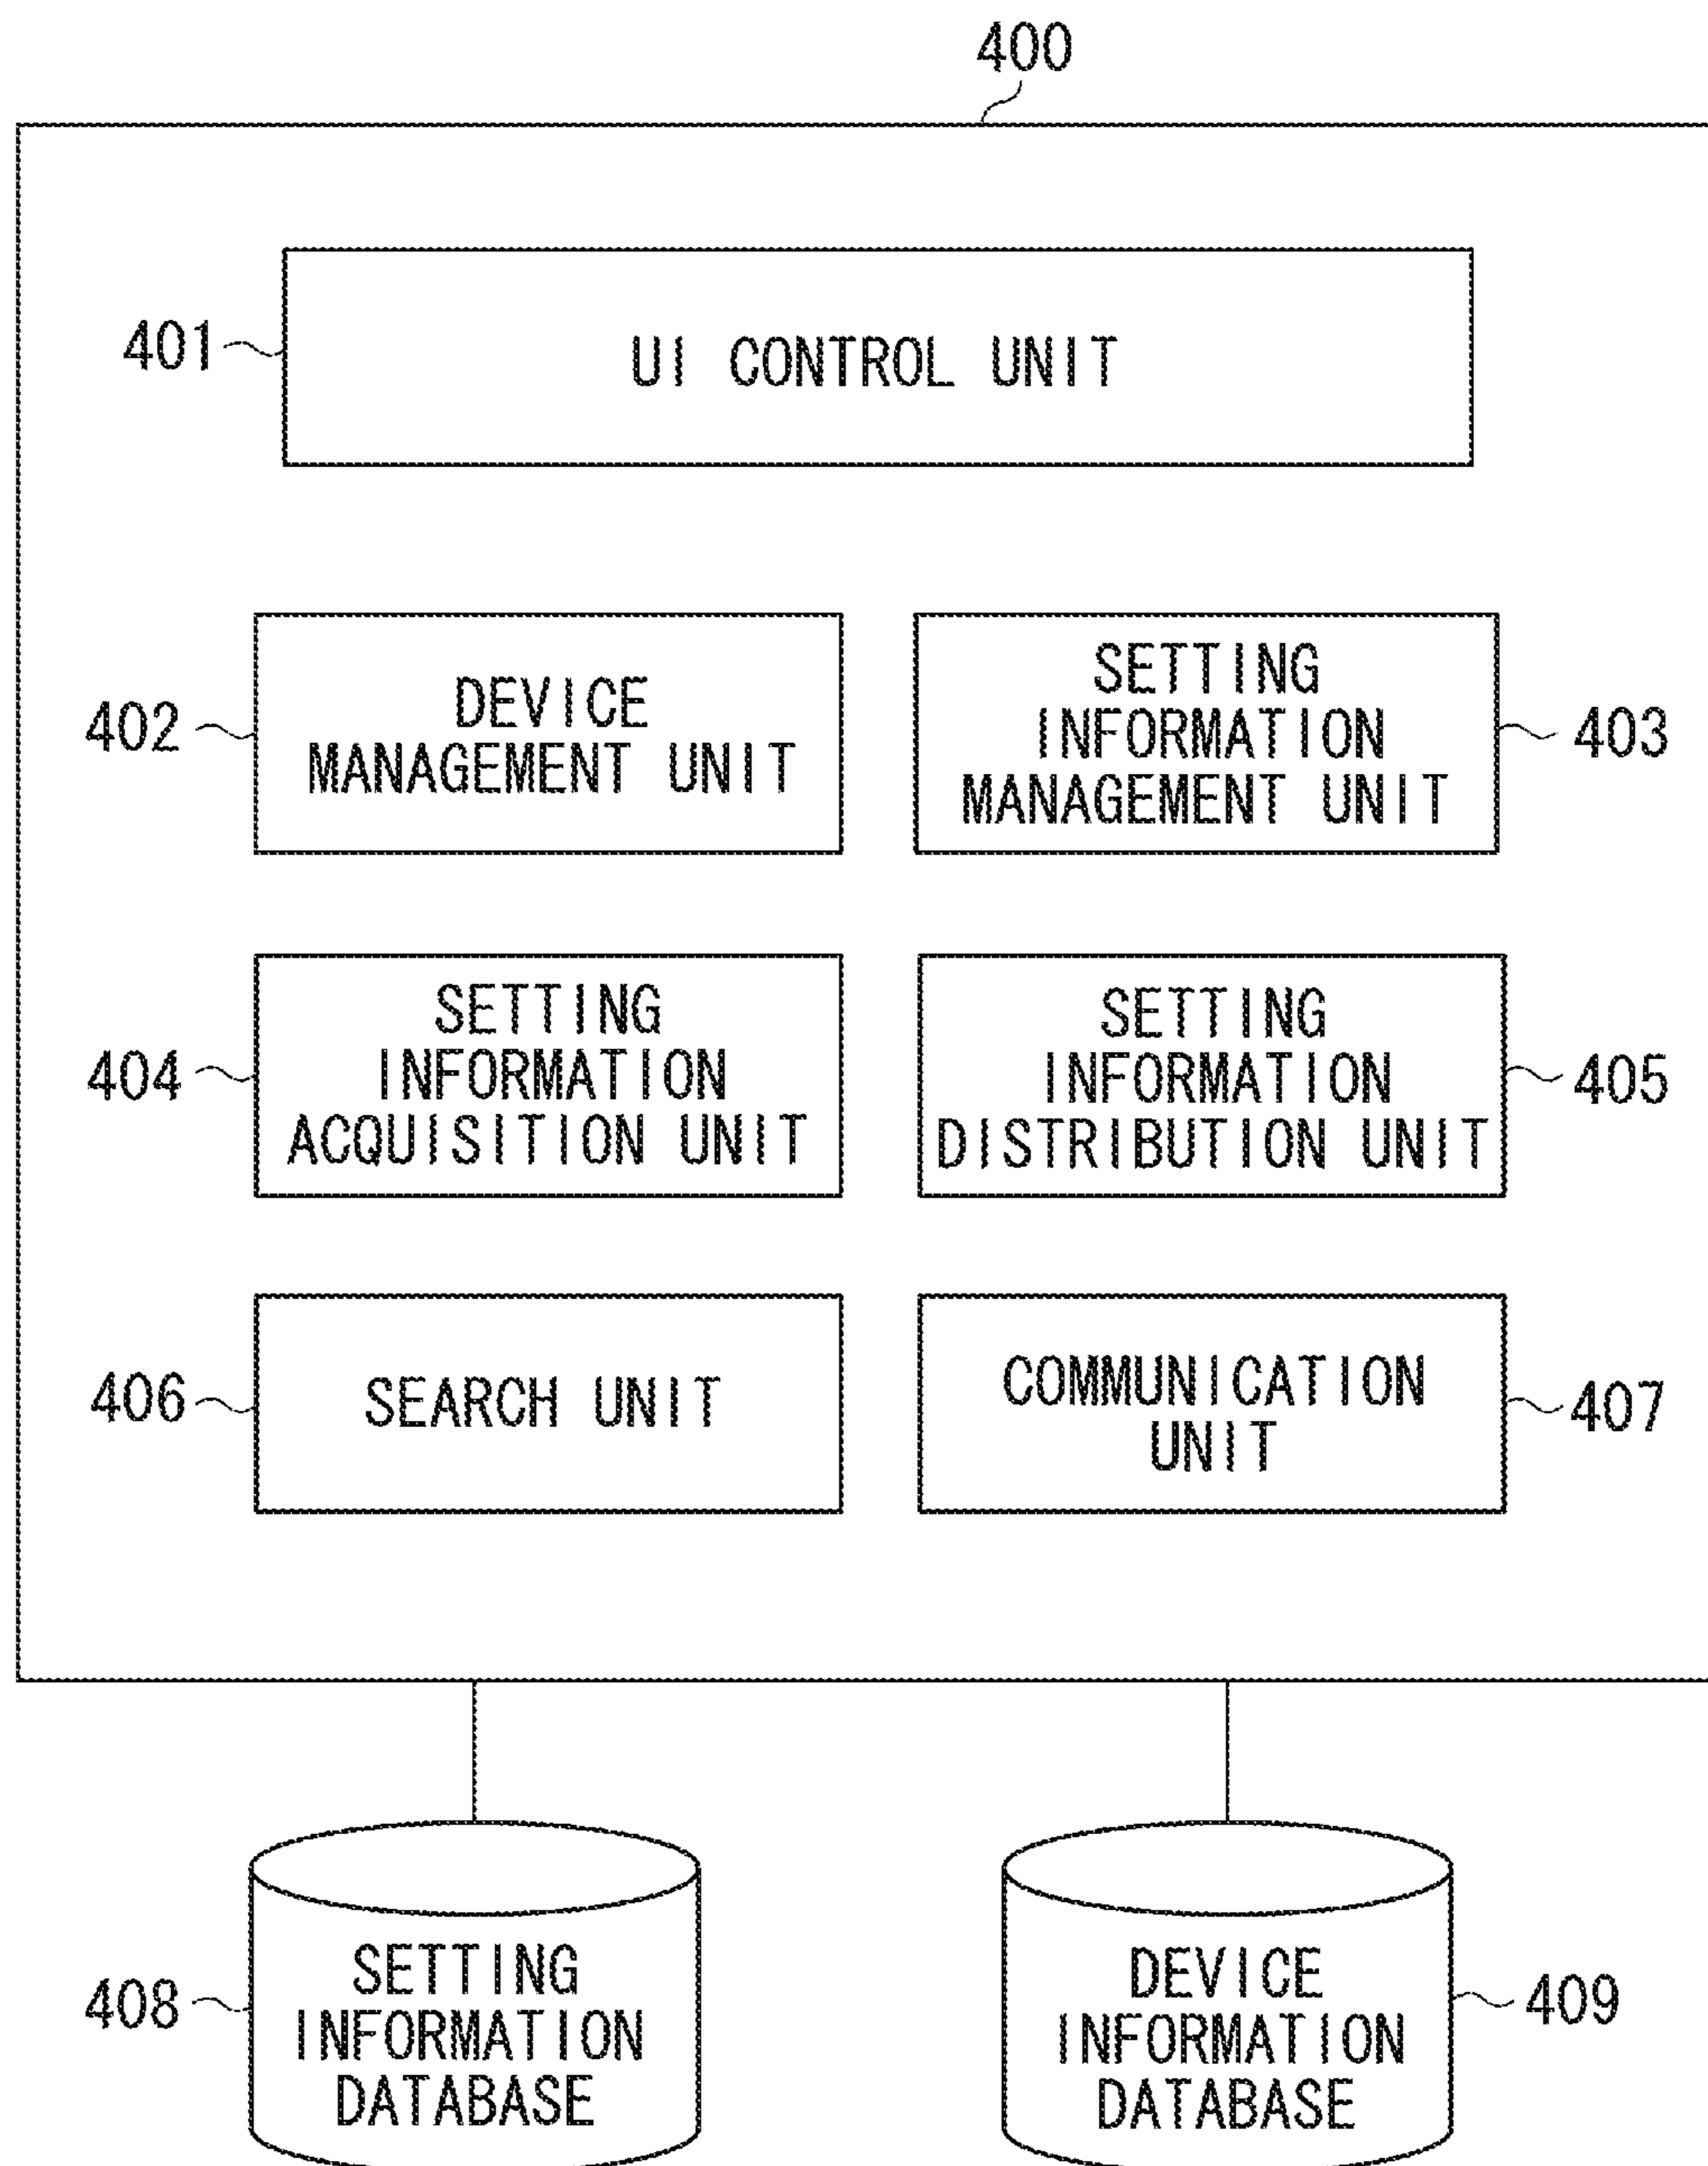 400
401
UI CONTROL UNIT
402
DEVICE
MANAGEMENT UNIT
SETTING
INFORMATION
MANAGEMENT UNIT
403
404
SETTING
INFORMATION
ACQUISITION UNIT
SETTING
INFORMATION
DISTRIBUTION UNIT
405
406
SEARCH UNIT
COMMUNICATION
UNIT
407
408
SETTING
INFORMATION
DATABASE
DEVICE
INFORMATION
DATABASE
409